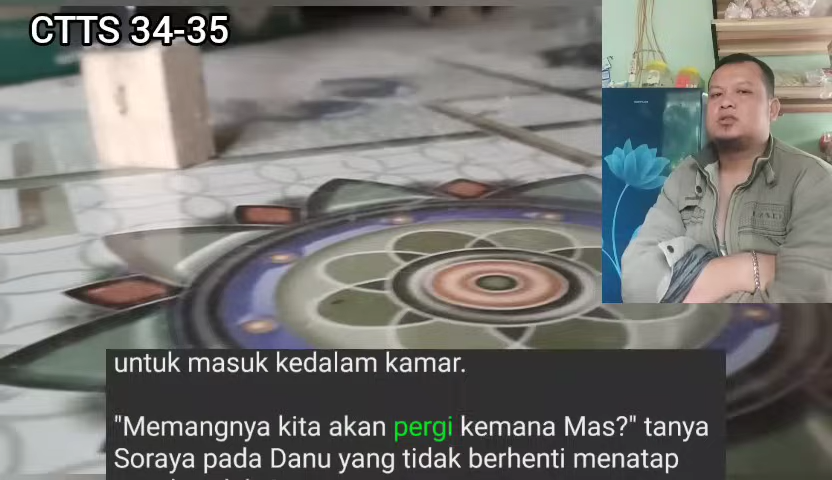 CTTS 34-35
untuk masuk kedalam kamar.
"Memangnya kita akan pergi kemana Mas?" tanya
Soraya pada Danu yang tidak berhenti menatap